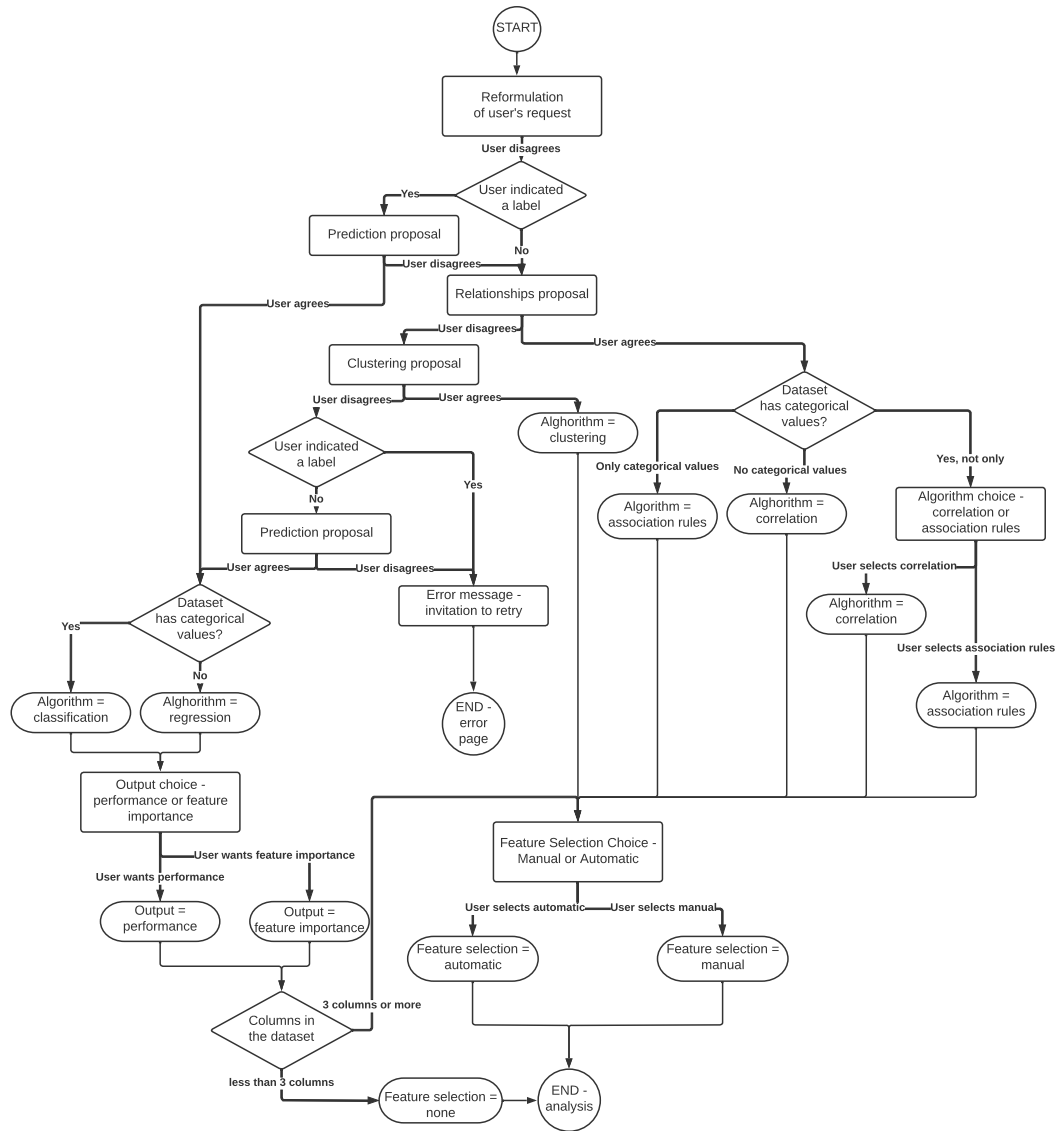 START
Reformulation
of user's request
User disagrees
User indicated
a label
Yes
No
Prediction proposal
User disagrees
Relationships proposal
User agrees
User disagrees
User agrees
Clustering proposal
User disagrees
User agrees
Dataset
has categorical
values?
Alghorithm =
clustering
User indicated
a label
Yes
No
Only categorical values
No categorical values
Yes, not only
Algorithm =
association rules
Alghorithm =
correlation
Algorithm choice -
correlation or
association rules
Prediction proposal
User agrees
User disagrees
User selects correlation
Error message -
invitation to retry
Alghorithm =
correlation
Dataset
has categorical
values?
Yes
No
User selects association rules
Algorithm =
classification
Alghorithm =
regression
END -
error
page
Algorithm =
association rules
Output choice -
performance or feature
importance
Feature Selection Choice -
Manual or Automatic
User wants feature importance
User wants performance
Output =
performance
Output =
feature importance
User selects automatic
User selects manual
Feature selection =
automatic
Feature selection =
manual
3 columns or more
Columns in
the dataset
less than 3 columns
Feature selection =
none
END -
analysis